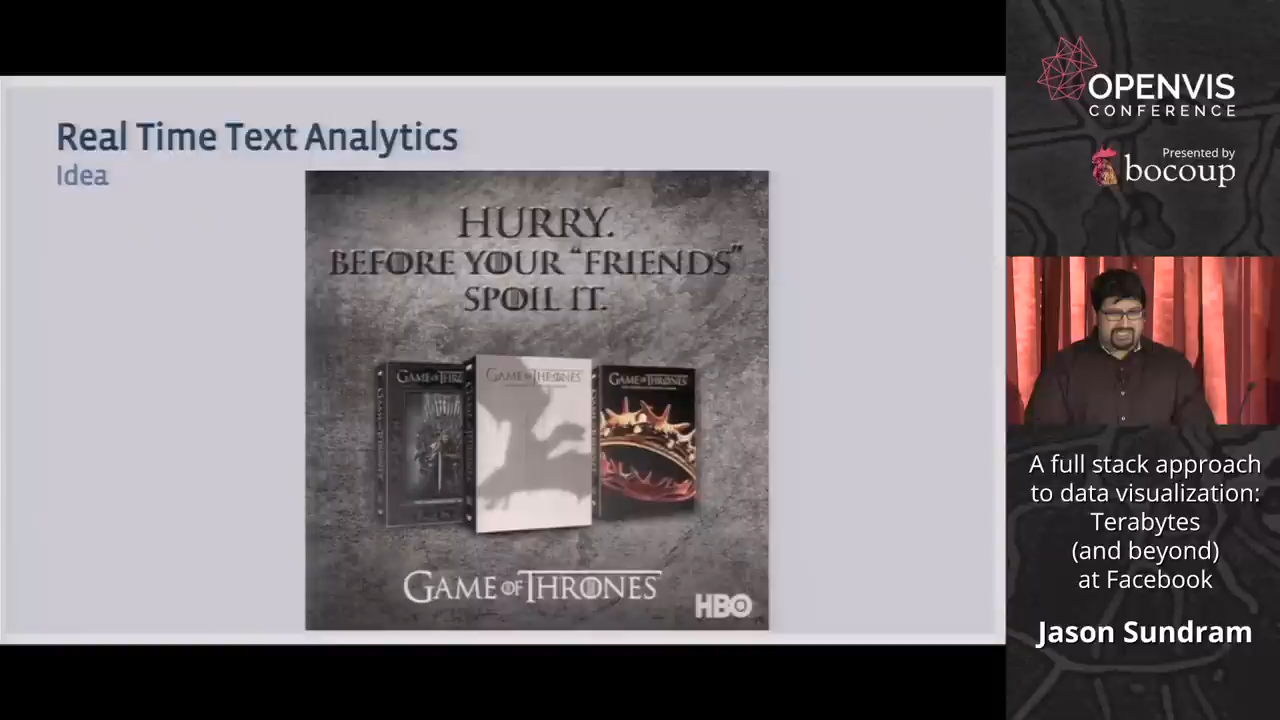 Real Time Text Analytics
Idea
HURRY.
BEFORE YOUR "FRIENDS"
SPOIL IT.
GAME OF THRO
GAME OF THRONES
GAME OF THRONES
GAME OF THRONES
HBO
OPENVIS
CONFERENCE
Presented by
bocoup
A full stack approach
to data visualization:
Terabytes
(and beyond)
at Facebook
Jason Sundram